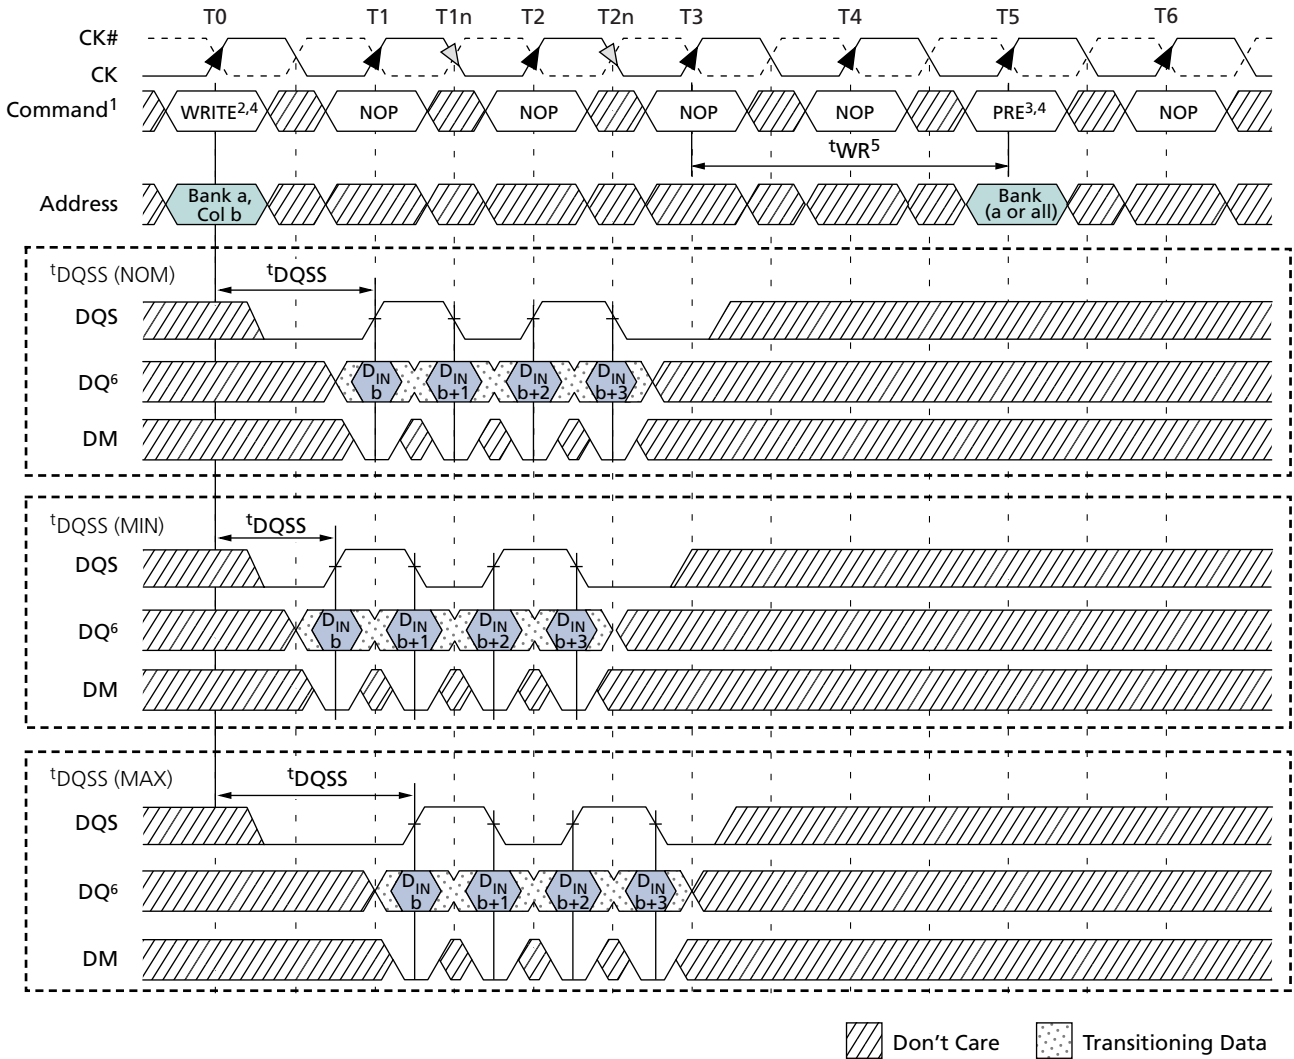 T0 T1 T1n T2 T2n T3 T4 T5 T6
CK#
CK
Command1 WRITE2,4 NOP NOP NOP NOP PRE3,4 NOP
tWR5
Address Bank a, Col b Bank (a or all)
tDQSS (NOM) tDQSS
DQS
DQ6 DIN b DIN b+1 DIN b+2 DIN b+3
DM
tDQSS (MIN) tDQSS
DQS
DQ6 DIN b DIN b+1 DIN b+2 DIN b+3
DM
tDQSS (MAX) tDQSS
DQS
DQ6 DIN b DIN b+1 DIN b+2 DIN b+3
DM
Don't Care Transitioning Data